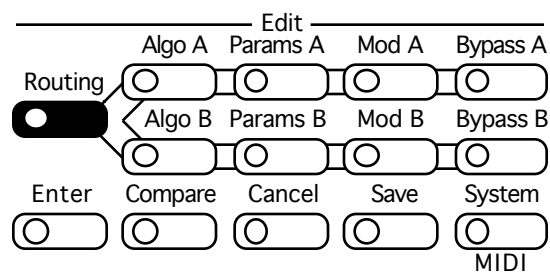 Edit
Algo A Params A Mod A Bypass A
Routing
Algo B Params B Mod B Bypass B
Enter Compare Cancel Save System
MIDI